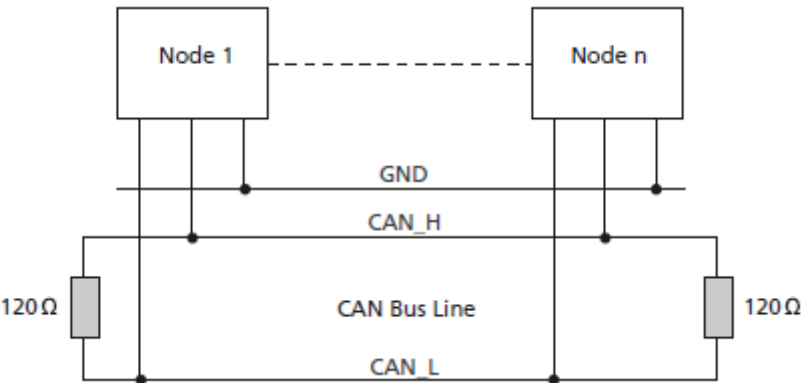 Node 1
Node n
GND
CAN_H
120 Ω
CAN Bus Line
120 Ω
CAN_L